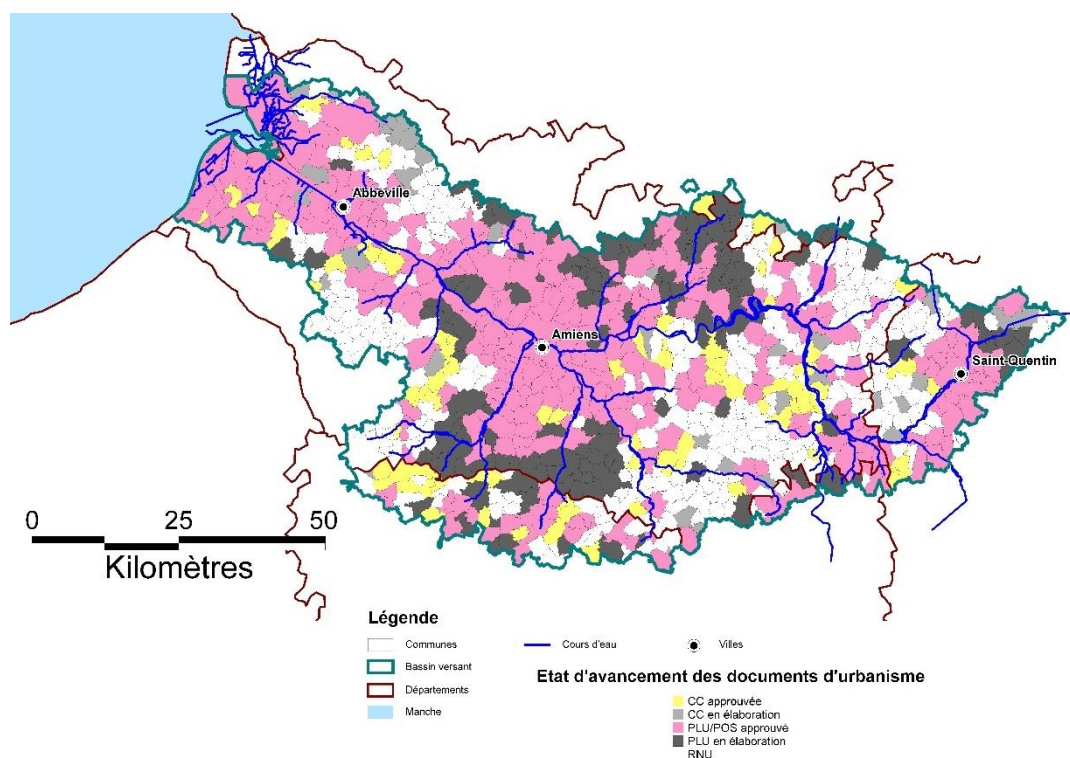 Abbeville
Amiens
Saint-Quentin
0 25 50
Kilomètres
Légende
Communes
Cours d'eau
Villes
Bassin versant
Départements
Manche
Etat d'avancement des documents d'urbanisme
CC approuvée
CC en élaboration
PLU/POS approuvé
PLU en élaboration
RNU